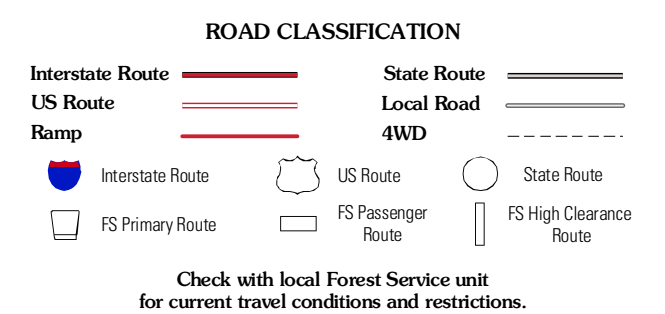 ROAD CLASSIFICATION
Interstate Route
State Route
US Route
Local Road
Ramp
4WD
Interstate Route
US Route
State Route
FS Primary Route
FS Passenger
Route
FS High Clearance
Route
Check with local Forest Service unit
for current travel conditions and restrictions.